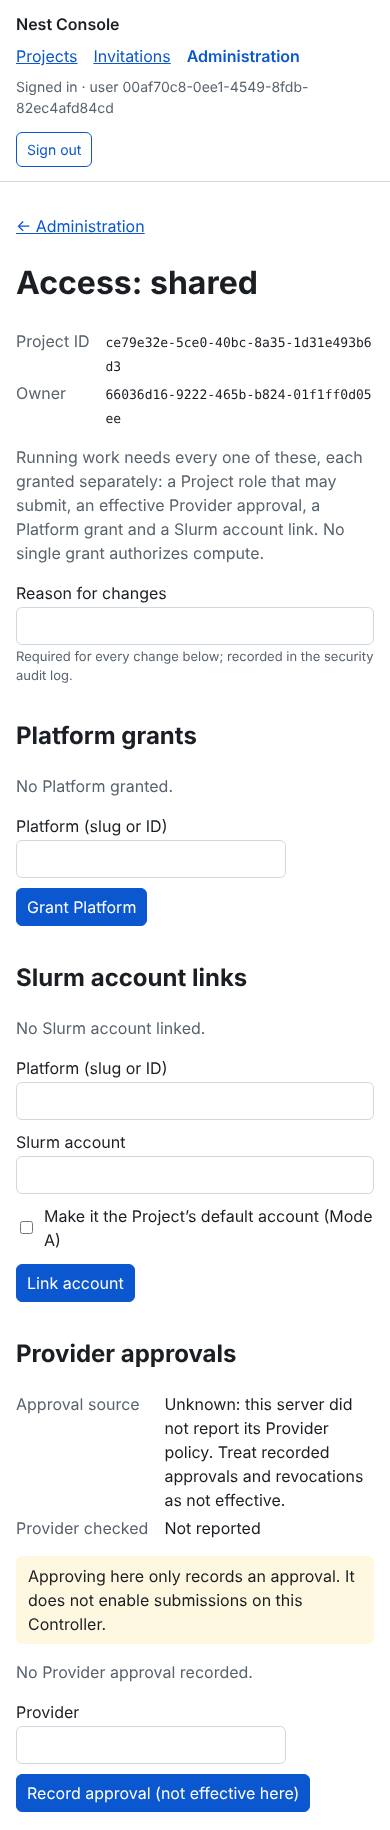 Nest Console
Projects Invitations Administration
Signed in · user 00af70c8-0ee1-4549-8fdb-
82ec4afd84cd
Sign out
← Administration
Access: shared
Project ID ce79e32e-5ce0-40bc-8a35-1d31e493b6
d3
Owner 66036d16-9222-465b-b824-01f1ff0d05
ee
Running work needs every one of these, each
granted separately: a Project role that may
submit, an effective Provider approval, a
Platform grant and a Slurm account link. No
single grant authorizes compute.
Reason for changes
Required for every change below; recorded in the security
audit log.
Platform grants
No Platform granted.
Platform (slug or ID)
Grant Platform
Slurm account links
No Slurm account linked.
Platform (slug or ID)
Slurm account
Make it the Project’s default account (Mode
A)
Link account
Provider approvals
Approval source Unknown: this server did
not report its Provider
policy. Treat recorded
approvals and revocations
as not effective.
Provider checked Not reported
Approving here only records an approval. It
does not enable submissions on this
Controller.
No Provider approval recorded.
Provider
Record approval (not effective here)